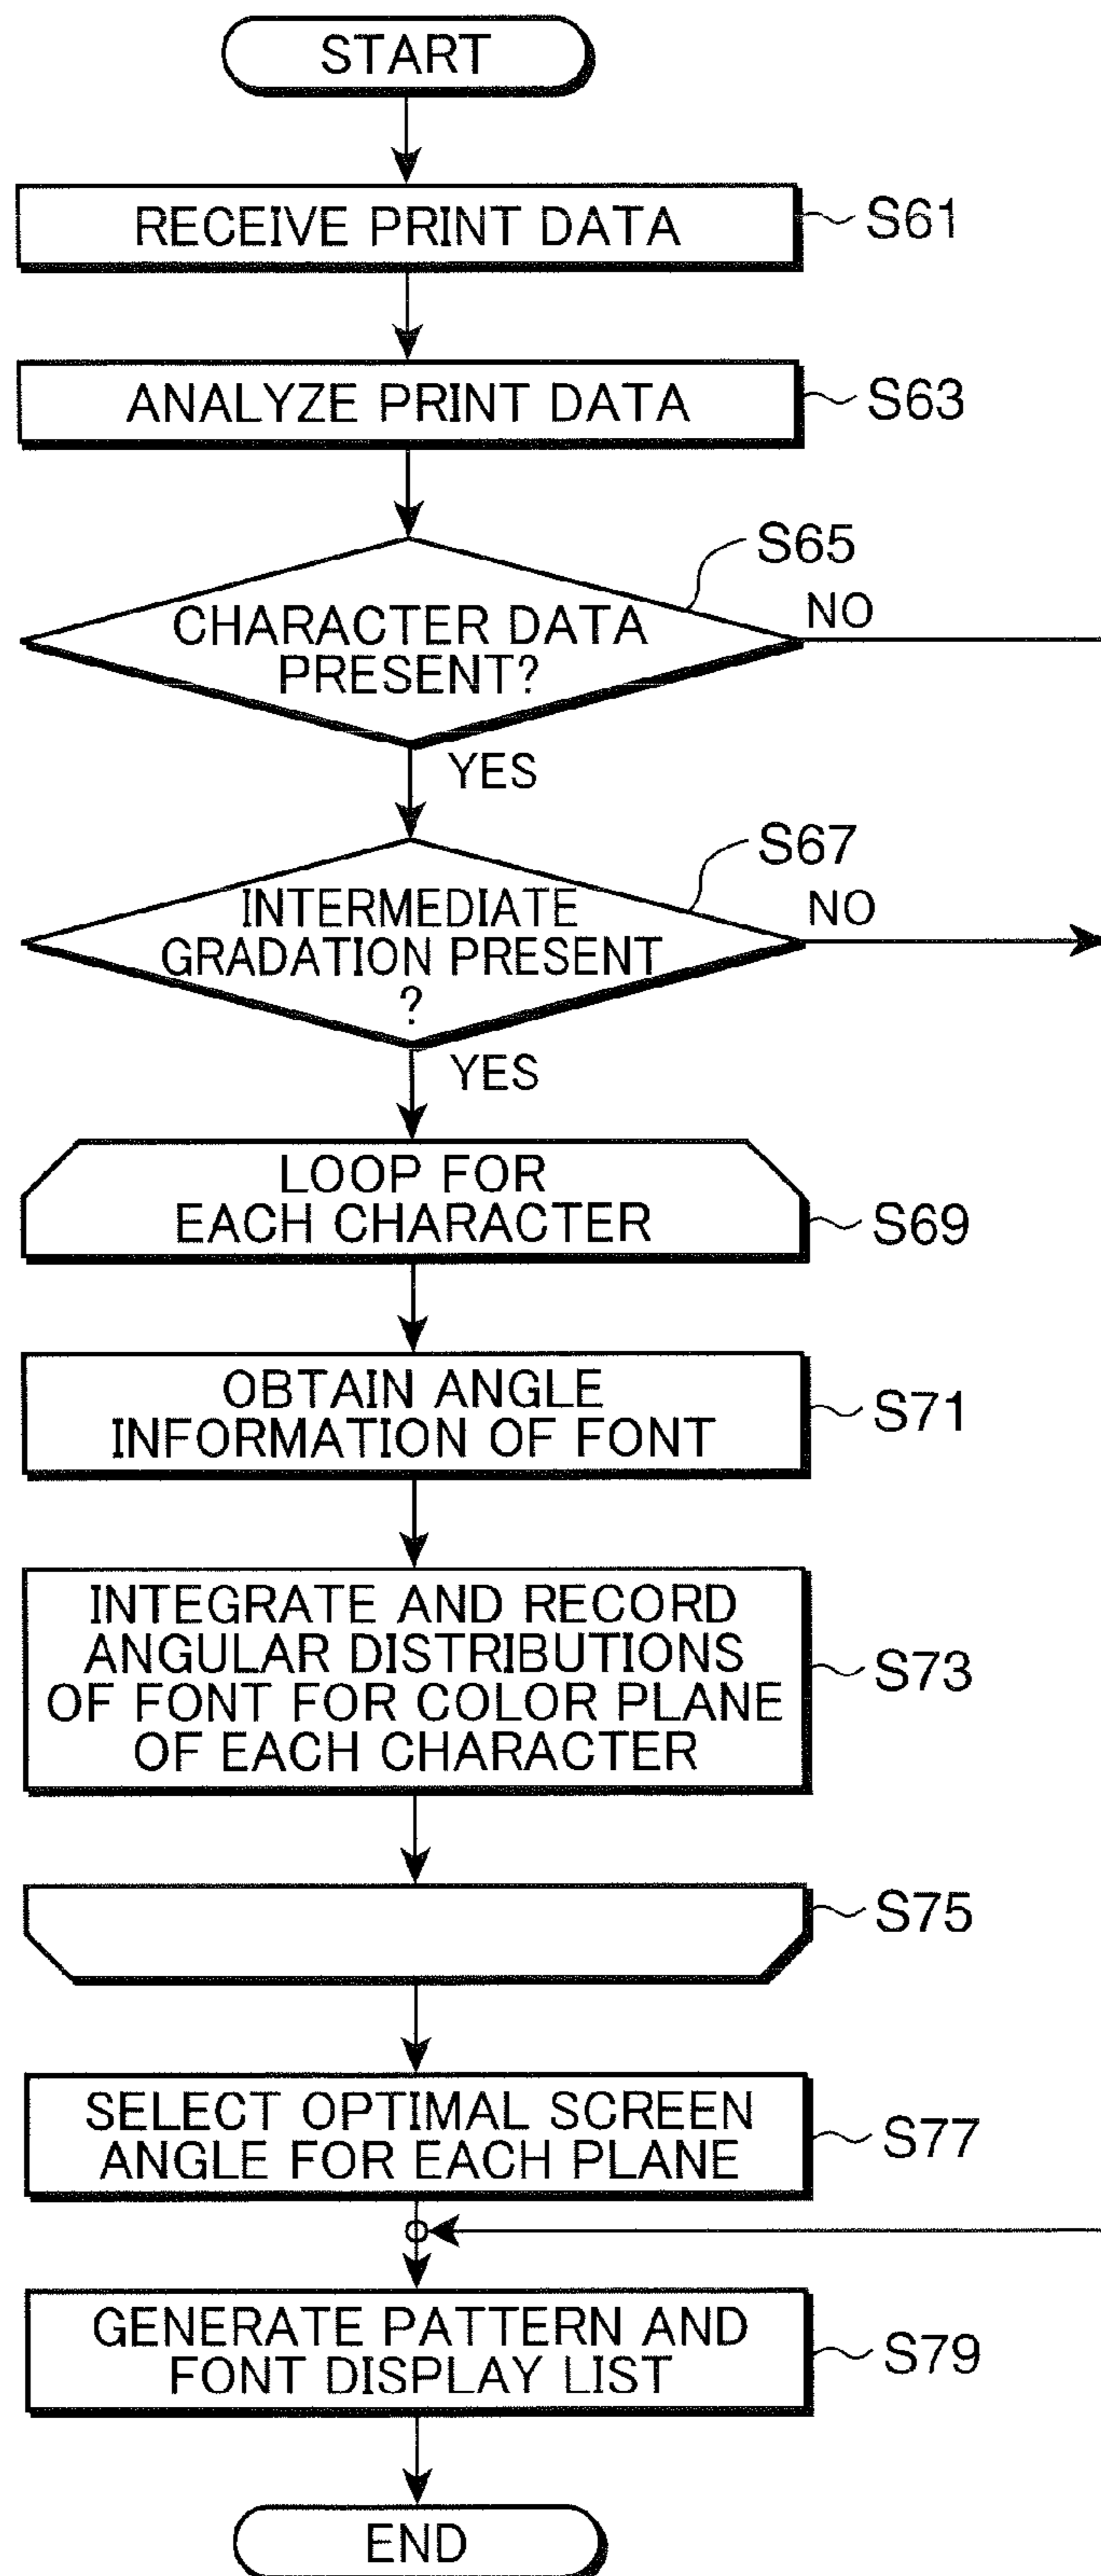 START
RECEIVE PRINT DATA
S61
ANALYZE PRINT DATA
S63
S65
CHARACTER DATA
PRESENT?
NO
YES
S67
INTERMEDIATE
GRADATION PRESENT
?
NO
YES
LOOP FOR
EACH CHARACTER
S69
OBTAIN ANGLE
INFORMATION OF FONT
S71
INTEGRATE AND RECORD
ANGULAR DISTRIBUTIONS
OF FONT FOR COLOR PLANE
OF EACH CHARACTER
S73
S75
SELECT OPTIMAL SCREEN
ANGLE FOR EACH PLANE
S77
GENERATE PATTERN AND
FONT DISPLAY LIST
S79
END